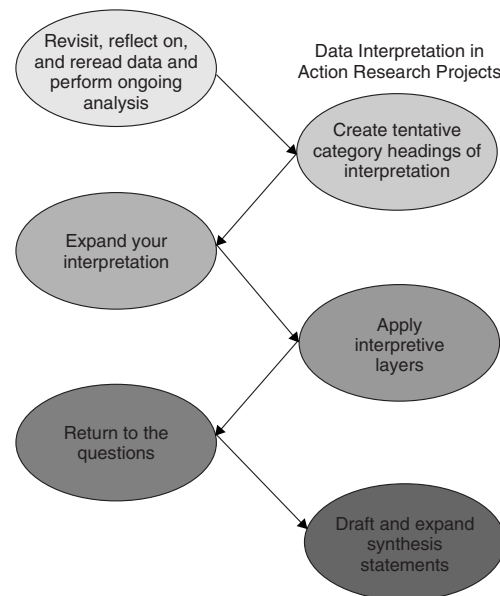 Revisit, reflect on,
and reread data and
perform ongoing
analysis
Data Interpretation in
Action Research Projects
Create tentative
category headings of
interpretation
Expand your
interpretation
Apply
interpretive
layers
Return to the
questions
Draft and expand
synthesis
statements